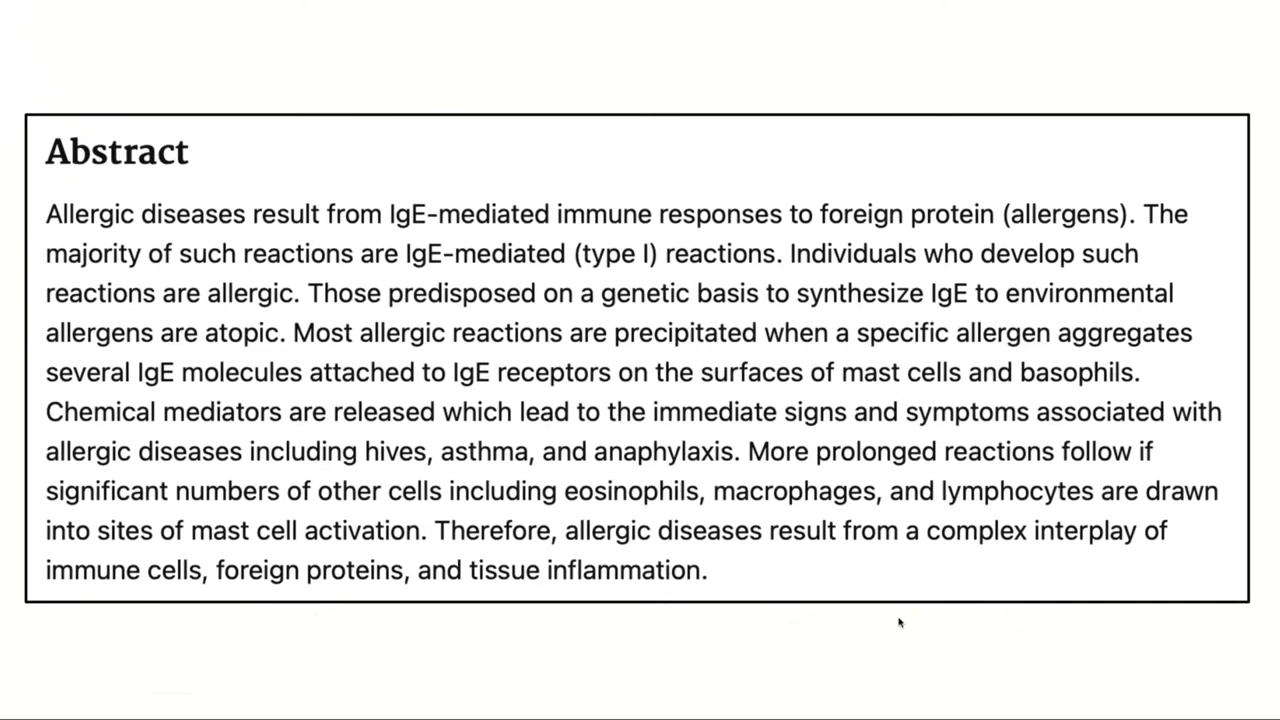 Abstract
Allergic diseases result from IgE-mediated immune responses to foreign protein (allergens). The
majority of such reactions are IgE-mediated (type I) reactions. Individuals who develop such
reactions are allergic. Those predisposed on a genetic basis to synthesize IgE to environmental
allergens are atopic. Most allergic reactions are precipitated when a specific allergen aggregates
several IgE molecules attached to IgE receptors on the surfaces of mast cells and basophils.
Chemical mediators are released which lead to the immediate signs and symptoms associated with
allergic diseases including hives, asthma, and anaphylaxis. More prolonged reactions follow if
significant numbers of other cells including eosinophils, macrophages, and lymphocytes are drawn
into sites of mast cell activation. Therefore, allergic diseases result from a complex interplay of
immune cells, foreign proteins, and tissue inflammation.